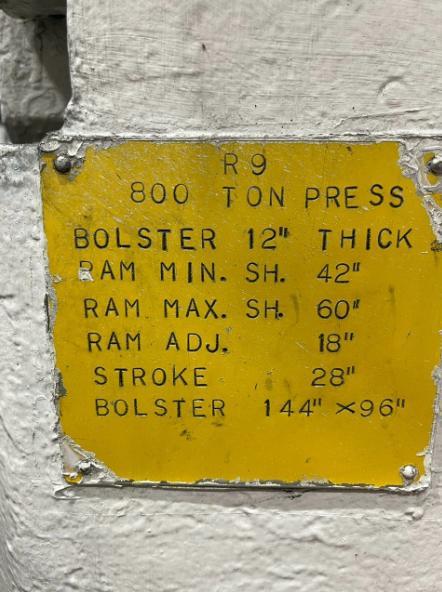 R9
800 TON PRESS
BOLSTER 12" THICK
RAM MIN. SH. 42"
RAM MAX. SH. 60"
RAM ADJ. 18"
STROKE 28"
BOLSTER 144" ×96"